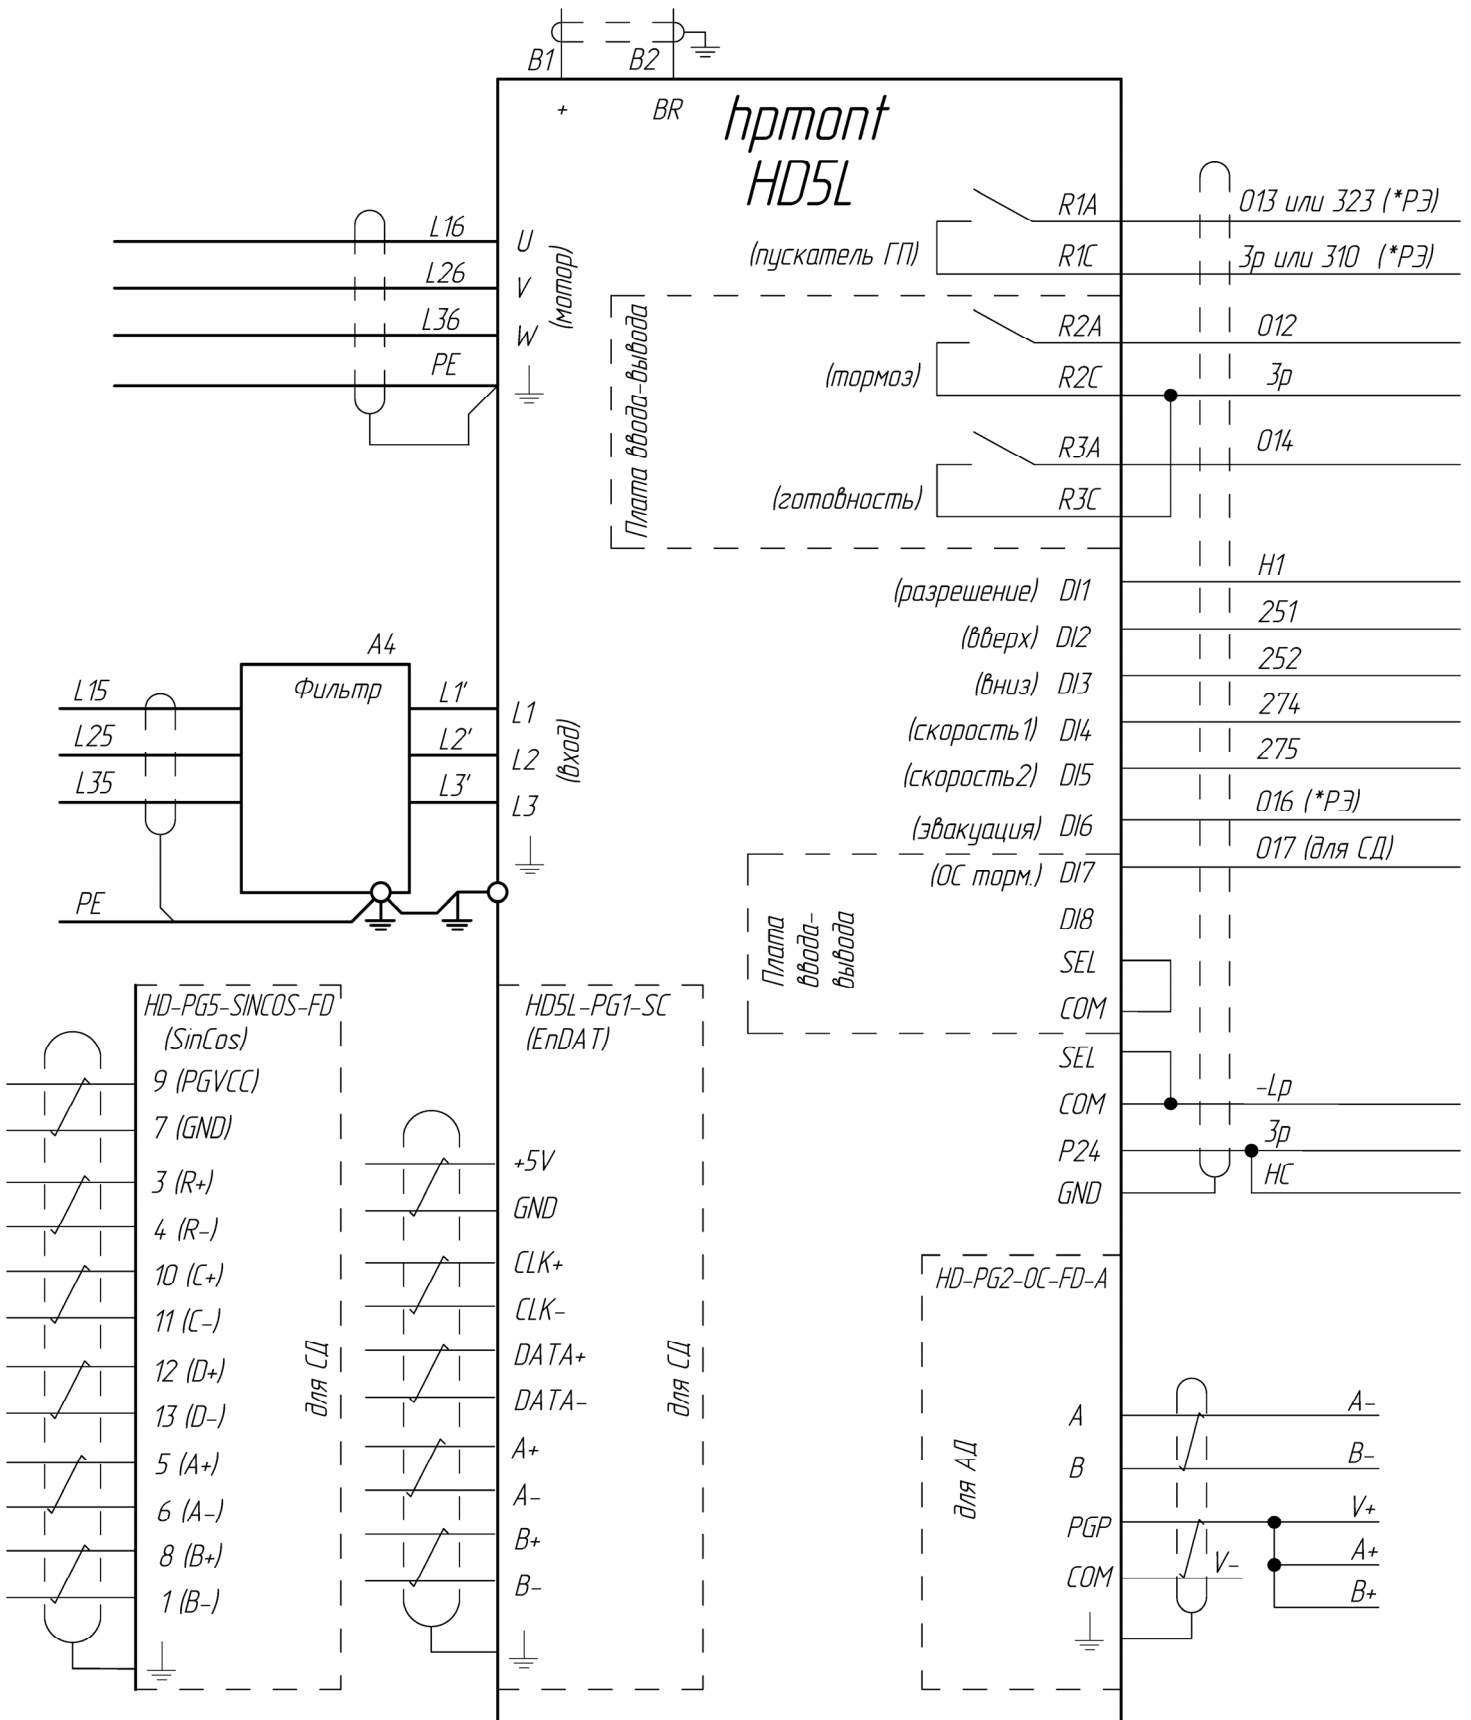 B1
B2
+
BR
hpmont
HD5L
L16
U
L26
V
L36
W
PE
(мотор)
R1A
013 или 323 (*РЭ)
(пускатель ГП)
R1C
3р или 310 (*РЭ)
Плата ввода-вывода
R2A
012
(тормоз)
R2C
3р
R3A
014
(готовность)
R3C
(разрешение) DI1
H1
(вверх) DI2
251
(вниз) DI3
252
(скорость1) DI4
274
(скорость2) DI5
275
(эвакуация) DI6
016 (*РЭ)
(ОС торм.) DI7
017 (для СД)
DI8
Плата
ввода-
вывода
SEL
COM
SEL
COM
-Lp
P24
3р
GND
НС
A4
Фильтр
L15
L1'
L1
L25
L2'
L2
L35
L3'
L3
(вход)
PE
HD-PG5-SINCOS-FD
(SinCos)
9 (PGVCC)
7 (GND)
3 (R+)
4 (R-)
10 (C+)
11 (C-)
12 (D+)
13 (D-)
5 (A+)
6 (A-)
8 (B+)
1 (B-)
для СД
HD5L-PG1-SC
(EnDAT)
+5V
GND
CLK+
CLK-
DATA+
DATA-
A+
A-
B+
B-
для СД
HD-PG2-OC-FD-A
для АД
A
A-
B
B-
PGP
V+
A+
COM
V-
B+